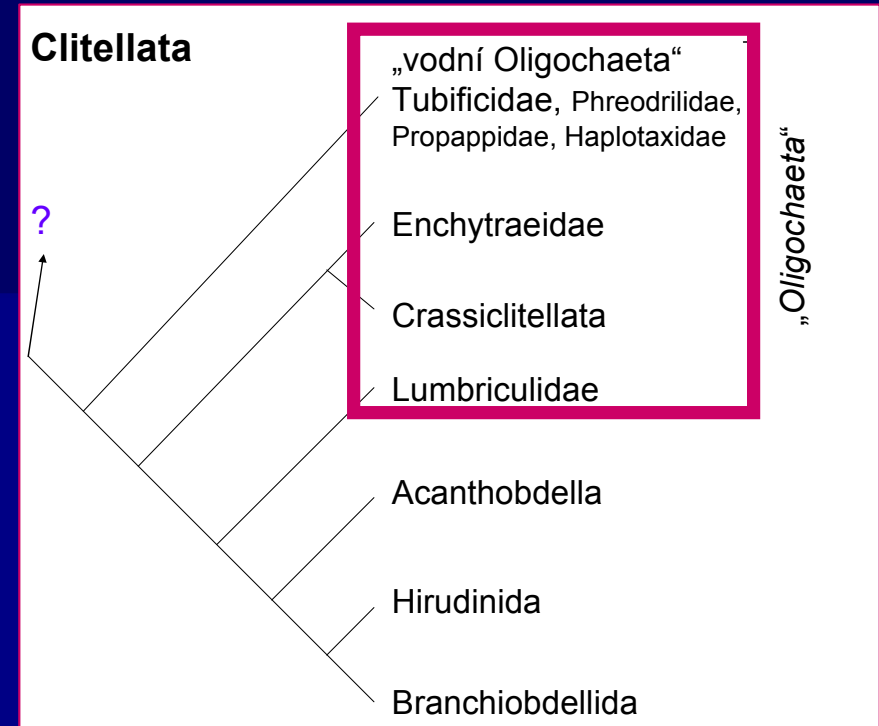 Clitellata
„vodní Oligochaeta“
Tubificidae, Phreodrilidae,
Propappidae, Haplotaxidae
„Oligochaeta“
?
Enchytraeidae
Crassiclitellata
Lumbriculidae
Acanthobdella
Hirudinida
Branchiobdellida